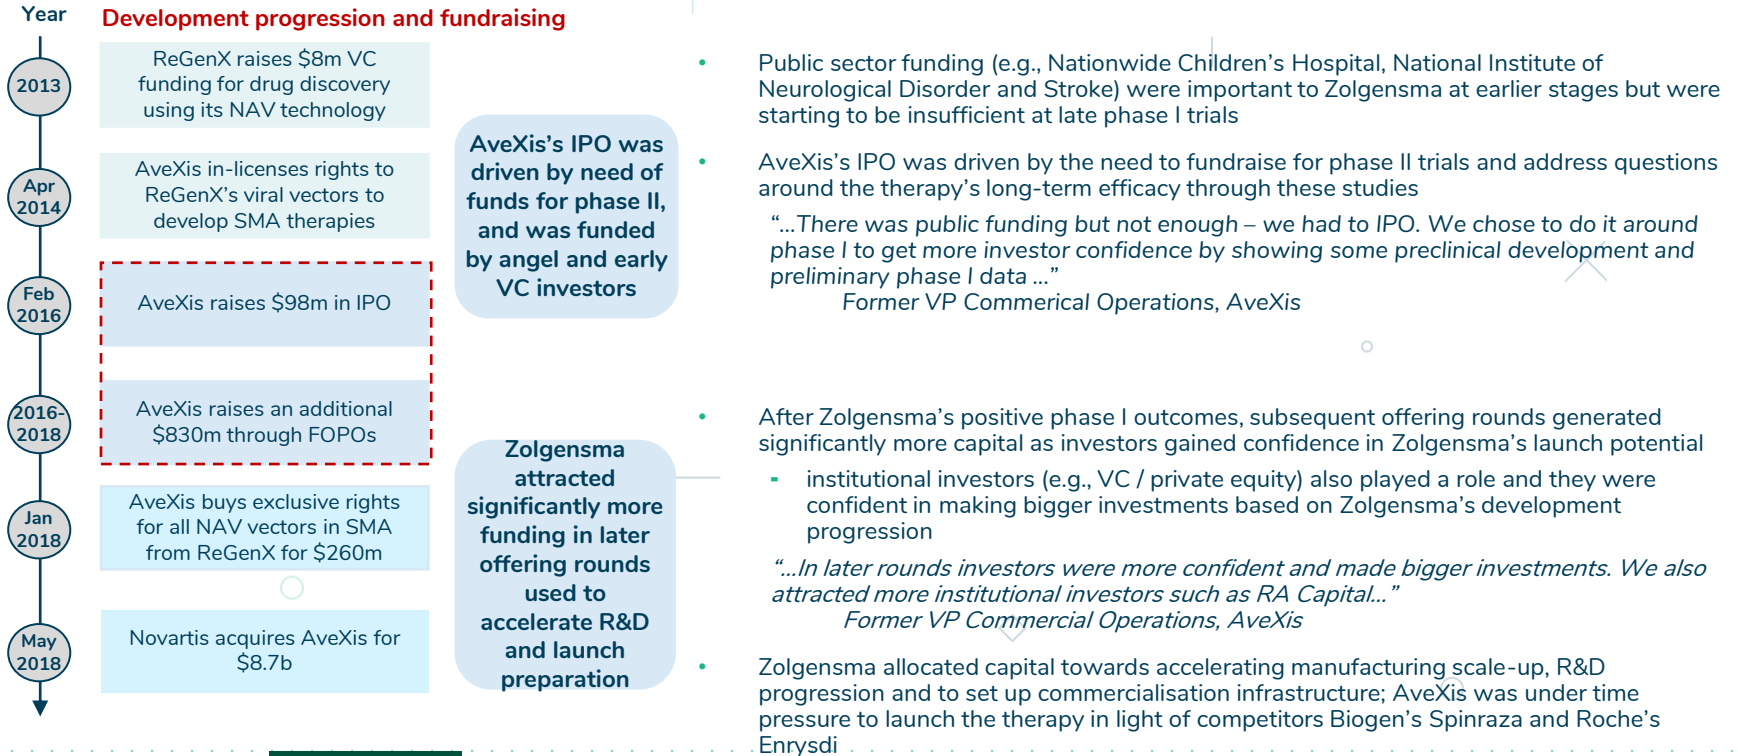 Year
Development progression and fundraising
2013
ReGenX raises $8m VC
funding for drug discovery
using its NAV technology
Apr
2014
AveXis in-licenses rights to
ReGenX’s viral vectors to
develop SMA therapies
Feb
2016
AveXis raises $98m in IPO
2016-
2018
AveXis raises an additional
$830m through FOPOs
Jan
2018
AveXis buys exclusive rights
for all NAV vectors in SMA
from ReGenX for $260m
May
2018
Novartis acquires AveXis for
$8.7b
AveXis’s IPO was
driven by need of
funds for phase II,
and was funded
by angel and early
VC investors
Zolgensma
attracted
significantly more
funding in later
offering rounds
used to
accelerate R&D
and launch
preparation
• Public sector funding (e.g., Nationwide Children’s Hospital, National Institute of
Neurological Disorder and Stroke) were important to Zolgensma at earlier stages but were
starting to be insufficient at late phase I trials
• AveXis’s IPO was driven by the need to fundraise for phase II trials and address questions
around the therapy’s long-term efficacy through these studies
“…There was public funding but not enough – we had to IPO. We chose to do it around
phase I to get more investor confidence by showing some preclinical development and
preliminary phase I data …”
Former VP Commerical Operations, AveXis
• After Zolgensma’s positive phase I outcomes, subsequent offering rounds generated
significantly more capital as investors gained confidence in Zolgensma’s launch potential
- institutional investors (e.g., VC / private equity) also played a role and they were
confident in making bigger investments based on Zolgensma’s development
progression
“…In later rounds investors were more confident and made bigger investments. We also
attracted more institutional investors such as RA Capital…”
Former VP Commercial Operations, AveXis
• Zolgensma allocated capital towards accelerating manufacturing scale-up, R&D
progression and to set up commercialisation infrastructure; AveXis was under time
pressure to launch the therapy in light of competitors Biogen’s Spinraza and Roche’s
Enrysdi